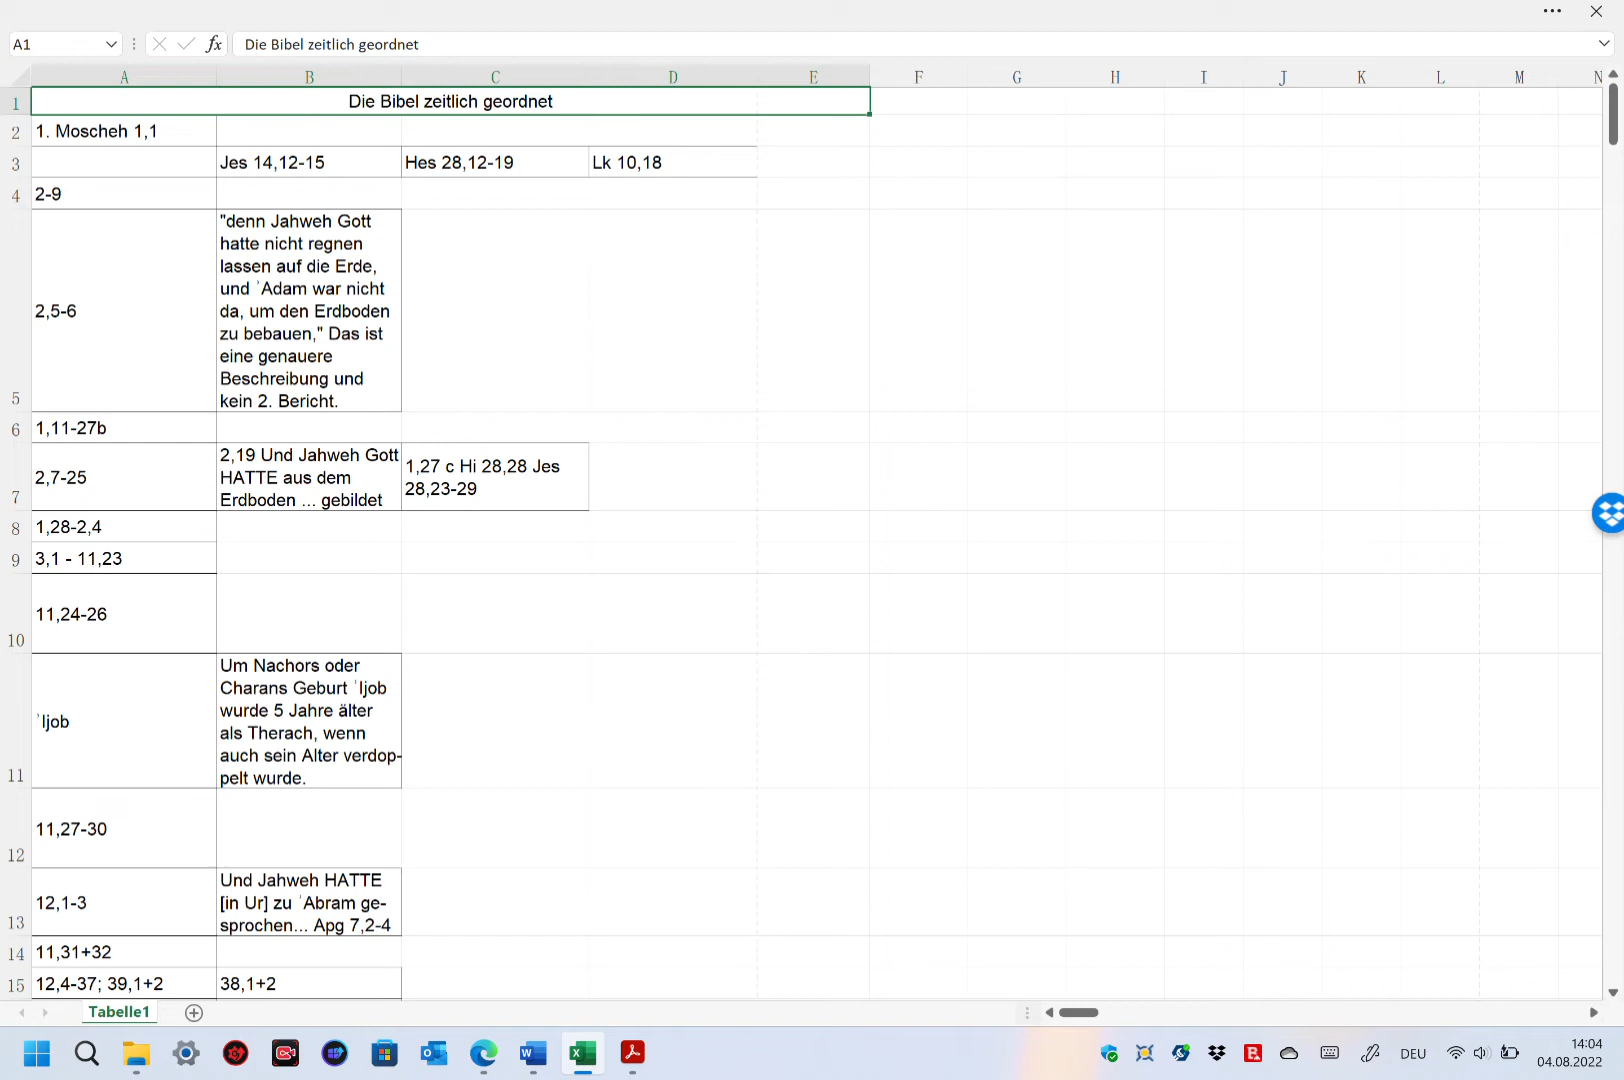 A1
fx
Die Bibel zeitlich geordnet
A B C D E F G H I J K L M N
1 Die Bibel zeitlich geordnet
2 1. Moscheh 1,1
3 Jes 14,12-15 Hes 28,12-19 Lk 10,18
4 2-9
5 2,5-6
"denn Jahweh Gott
hatte nicht regnen
lassen auf die Erde,
und ʾAdam war nicht
da, um den Erdboden
zu bebauen," Das ist
eine genauere
Beschreibung und
kein 2. Bericht.
6 1,11-27b
7 2,7-25
2,19 Und Jahweh Gott
HATTE aus dem
Erdboden ... gebildet
1,27 c Hi 28,28 Jes
28,23-29
8 1,28-2,4
9 3,1 - 11,23
10 11,24-26
11 ʾIjob
Um Nachors oder
Charans Geburt ʾIjob
wurde 5 Jahre älter
als Therach, wenn
auch sein Alter verdop-
pelt wurde.
12 11,27-30
13 12,1-3
Und Jahweh HATTE
[in Ur] zu ʾAbram ge-
sprochen... Apg 7,2-4
14 11,31+32
15 12,4-37; 39,1+2 38,1+2
Tabelle1
DEU
14:04
04.08.2022